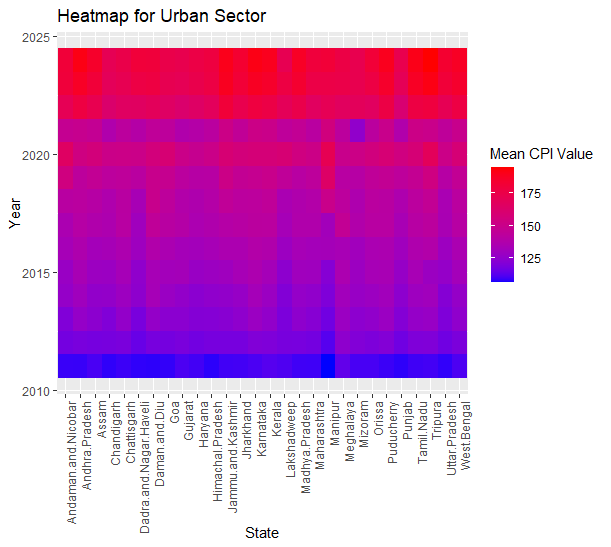 Heatmap for Urban Sector
2025
2020
2015
2010
Year
Andaman.and.Nicobar
Andhra.Pradesh
Assam
Chandigarh
Chattisgarh
Dadra.and.Nagar.Haveli
Daman.and.Diu
Goa
Gujarat
Haryana
Himachal.Pradesh
Jammu.and.Kashmir
Jharkhand
Karnataka
Kerala
Lakshadweep
Madhya.Pradesh
Maharashtra
Manipur
Meghalaya
Mizoram
Orissa
Puducherry
Punjab
Tamil.Nadu
Tripura
Uttar.Pradesh
West.Bengal
State
Mean CPI Value
175
150
125